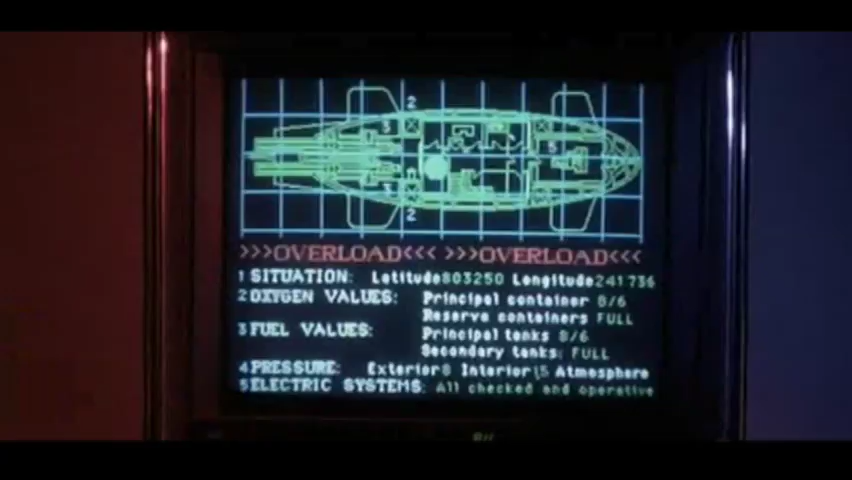 2
3
5
3
2
>>>OVERLOAD<<< >>>OVERLOAD<<<
1 SITUATION: Latitude803250 Longitude241736
2 OXYGEN VALUES: Principal container 8/6
Reserve containers FULL
3 FUEL VALUES: Principal tanks 8/6
Secondary tanks: FULL
4 PRESSURE: Exterior8 Interior 5 Atmosphere
5 ELECTRIC SYSTEMS: All checked and operative